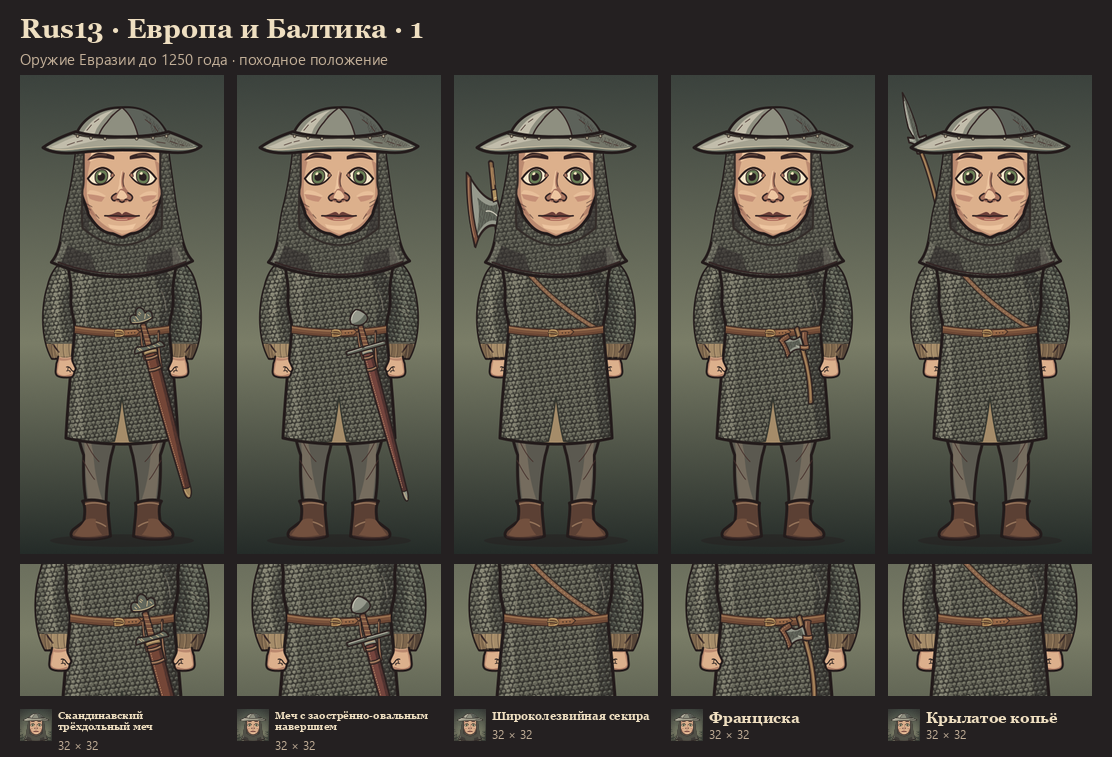 Rus13 · Европа и Балтика · 1
Оружие Евразии до 1250 года · походное положение
Скандинавский
трёхдольный меч
32 × 32
Меч с заострённо-овальным
навершием
32 × 32
Широколезвийная секира
32 × 32
Франциска
32 × 32
Крылатое копьё
32 × 32